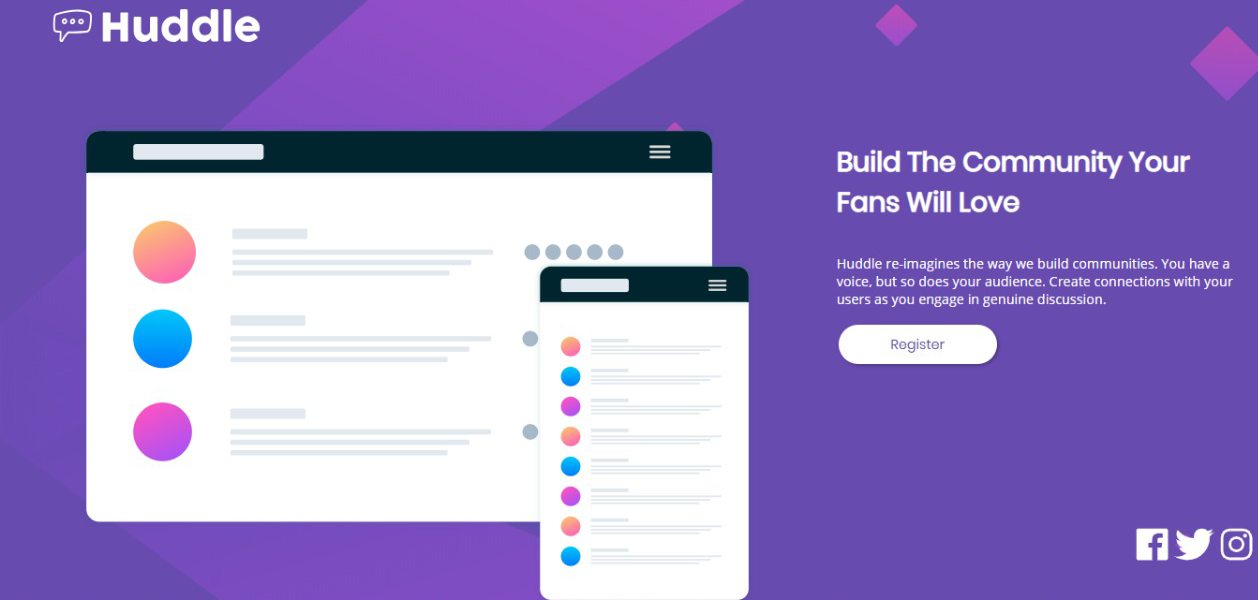 Huddle
Build The Community Your
Fans Will Love
Huddle re-imagines the way we build communities. You have a
voice, but so does your audience. Create connections with your
users as you engage in genuine discussion.
Register